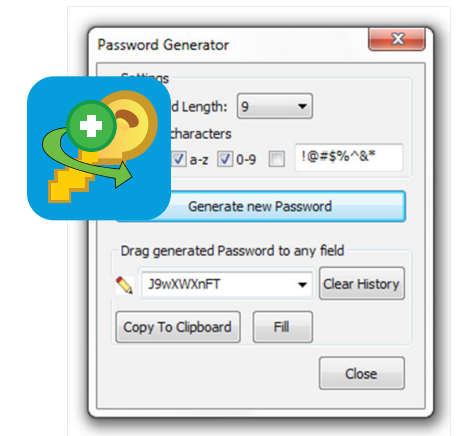 Password Generator
Settings
d Length: 9
characters
a-z 0-9 !@#$%^&*
Generate new Password
Drag generated Password to any field
J9wXWXnFT Clear History
Copy To Clipboard Fill
Close